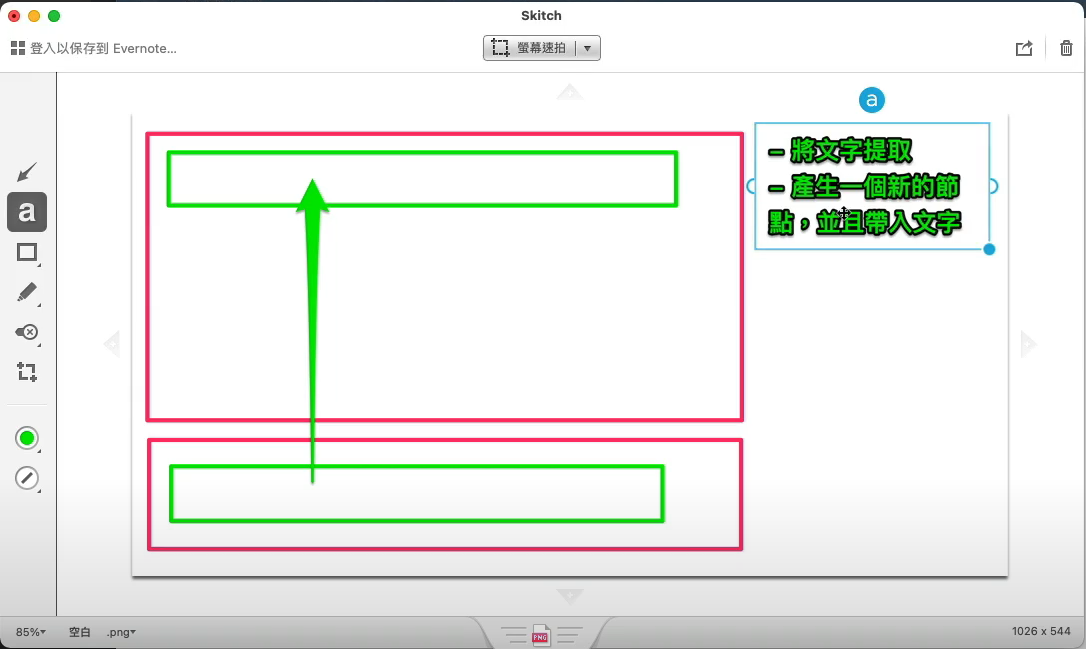 Skitch
登入以保存到 Evernote...
螢幕速拍
a
– 將文字提取
– 產生一個新的節
點，並且帶入文字
a
85%
空白
.png
PNG
1026 x 544